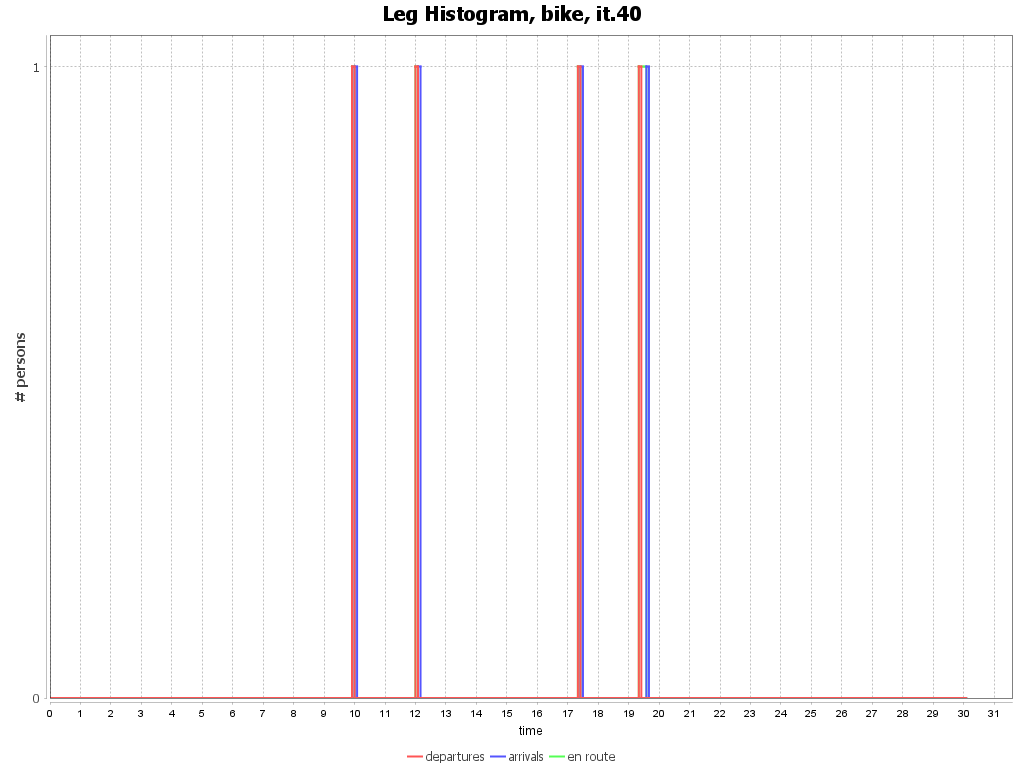 Leg Histogram, bike, it.40
# persons
1
0
0 1 2 3 4 5 6 7 8 9 10 11 12 13 14 15 16 17 18 19 20 21 22 23 24 25 26 27 28 29 30 31
time
departures arrivals en route